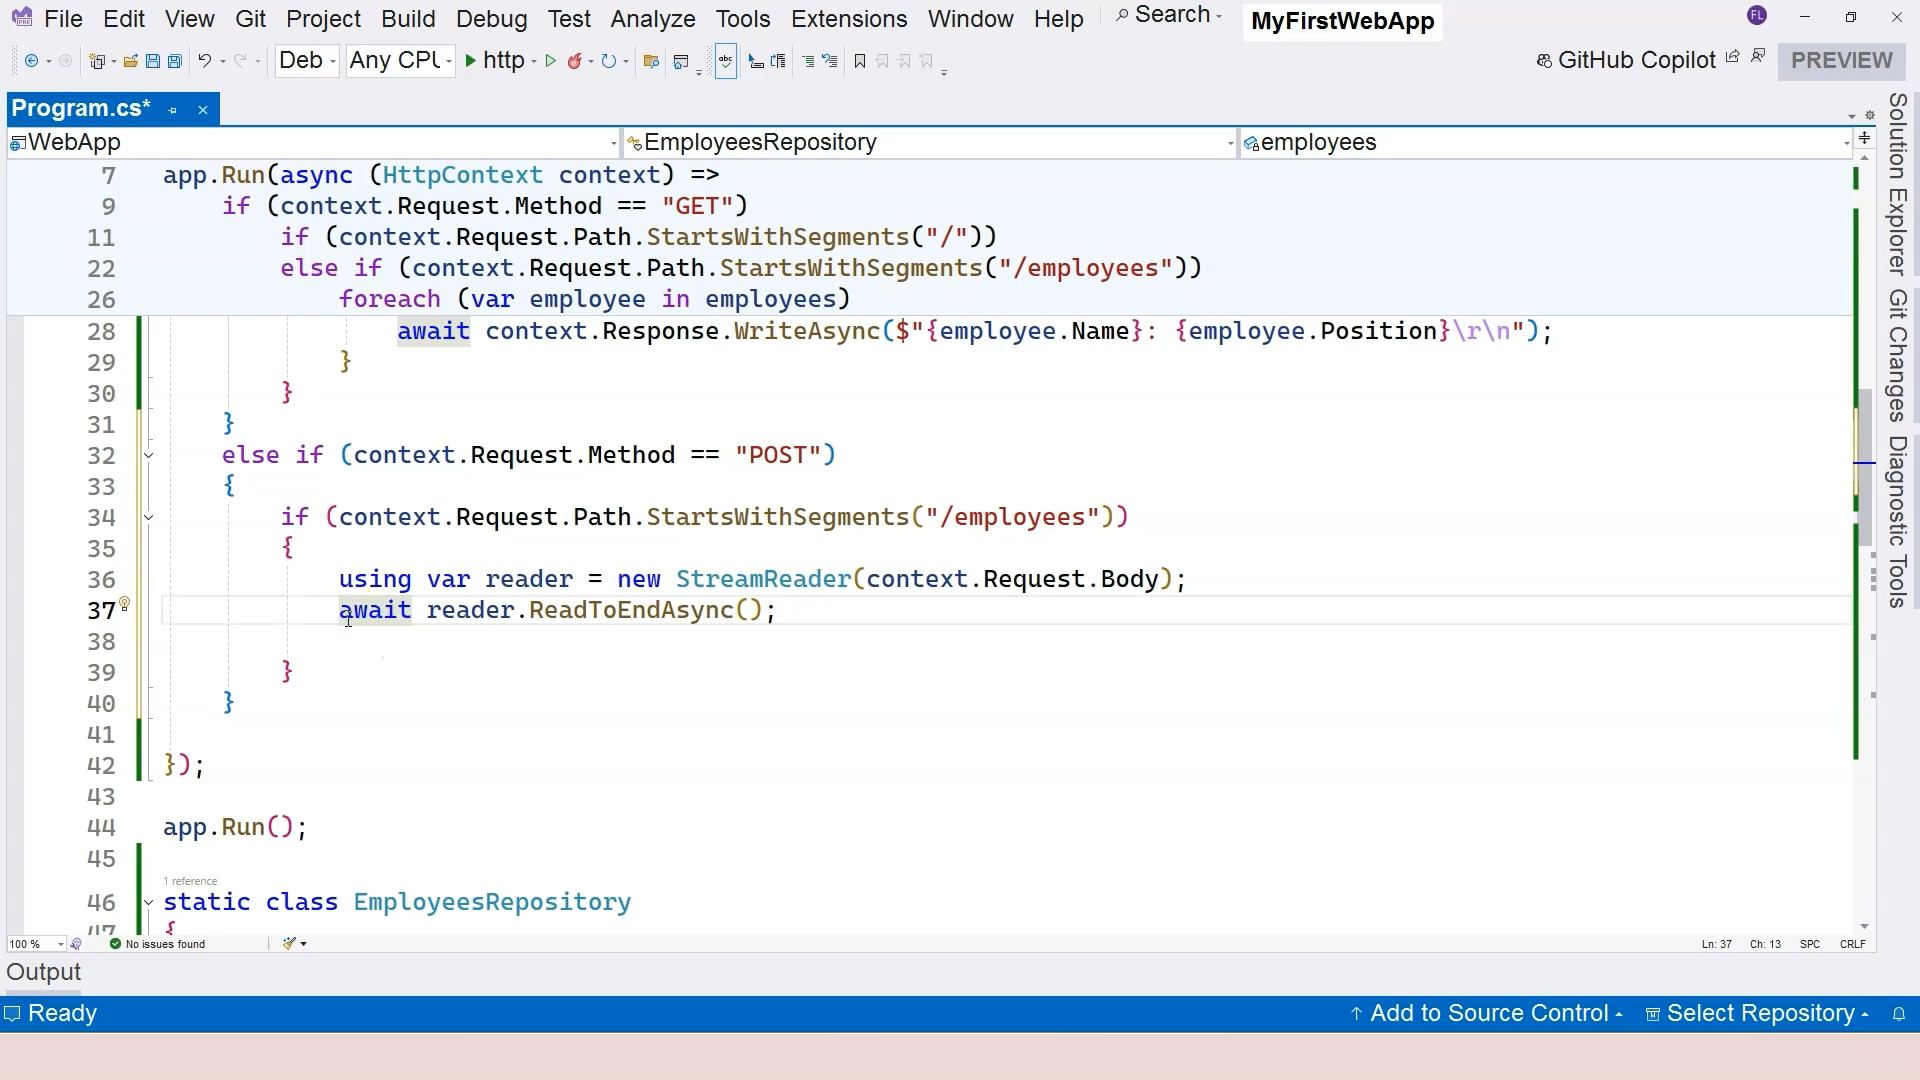 File Edit View Git Project Build Debug Test Analyze Tools Extensions Window Help Search MyFirstWebApp FL
Deb Any CPU http abc GitHub Copilot PREVIEW
Program.cs*
WebApp EmployeesRepository employees
7 app.Run(async (HttpContext context) =>
9 if (context.Request.Method == "GET")
11 if (context.Request.Path.StartsWithSegments("/"))
22 else if (context.Request.Path.StartsWithSegments("/employees"))
26 foreach (var employee in employees)
28 await context.Response.WriteAsync($"{employee.Name}: {employee.Position}\r\n");
29 }
30 }
31 }
32 else if (context.Request.Method == "POST")
33 {
34 if (context.Request.Path.StartsWithSegments("/employees"))
35 {
36 using var reader = new StreamReader(context.Request.Body);
37 await reader.ReadToEndAsync();
38
39 }
40 }
41
42 });
43
44 app.Run();
45
1 reference
46 static class EmployeesRepository
47 {
100 % No issues found Ln: 37 Ch: 13 SPC CRLF
Output
Ready Add to Source Control Select Repository
Solution Explorer
Git Changes
Diagnostic Tools